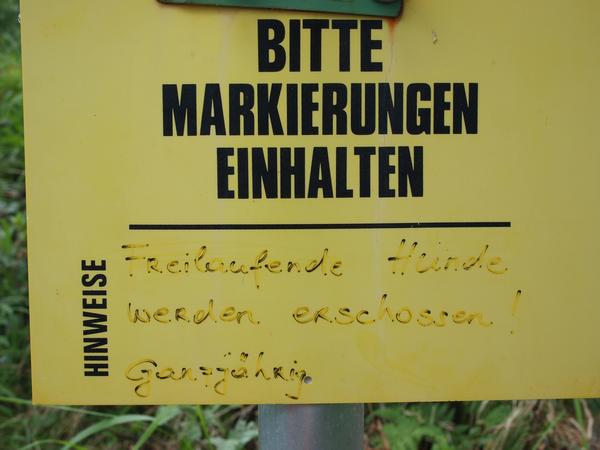 BITTE
MARKIERUNGEN
EINHALTEN
HINWEISE
Freilaufende Hunde
werden erschossen!
Ganzjährig